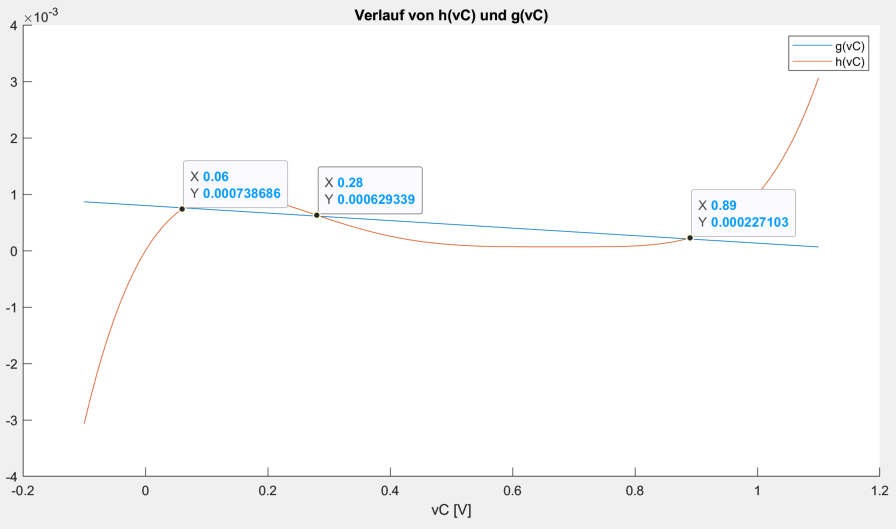 Verlauf von h(vC) und g(vC)
×10-3
4
3
2
1
0
-1
-2
-3
-4
g(vC)
h(vC)
X 0.06
Y 0.000738686
X 0.28
Y 0.000629339
X 0.89
Y 0.000227103
-0.2 0 0.2 0.4 0.6 0.8 1 1.2
vC [V]